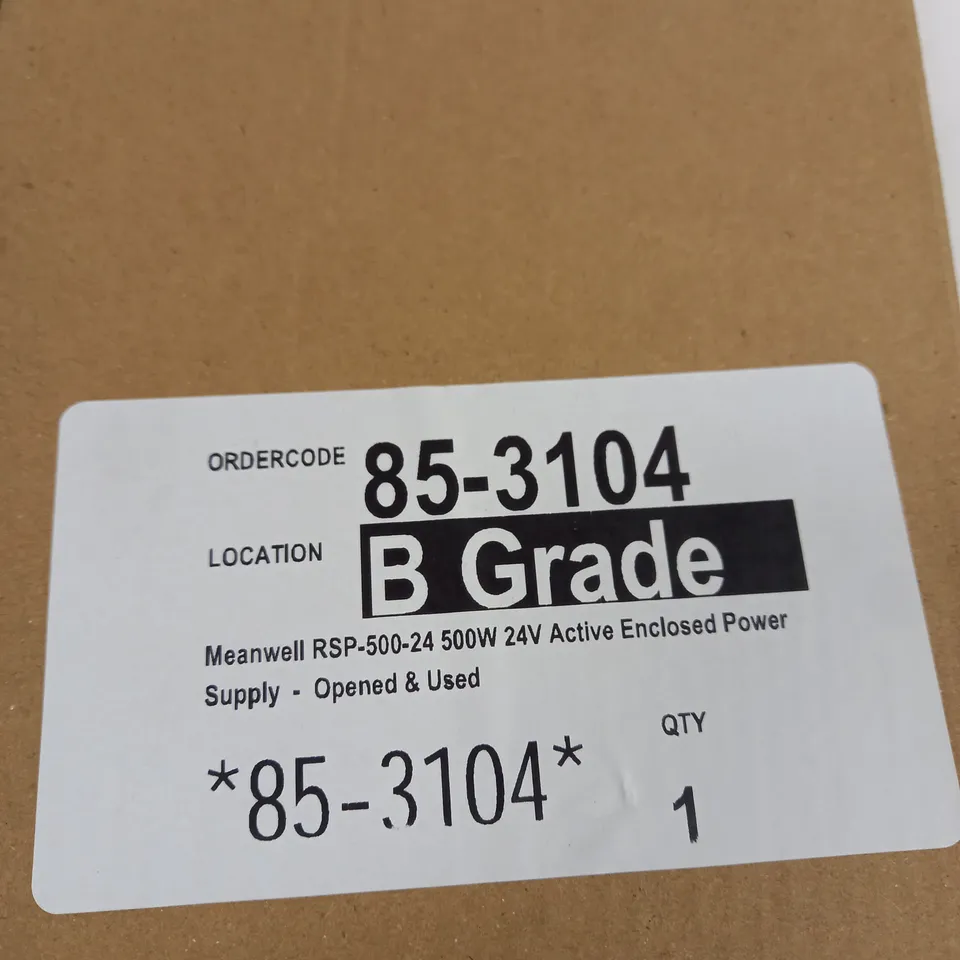 ORDERCODE 85-3104
LOCATION B Grade
Meanwell RSP-500-24 500W 24V Active Enclosed Power
Supply - Opened & Used
QTY
*85-3104* 1